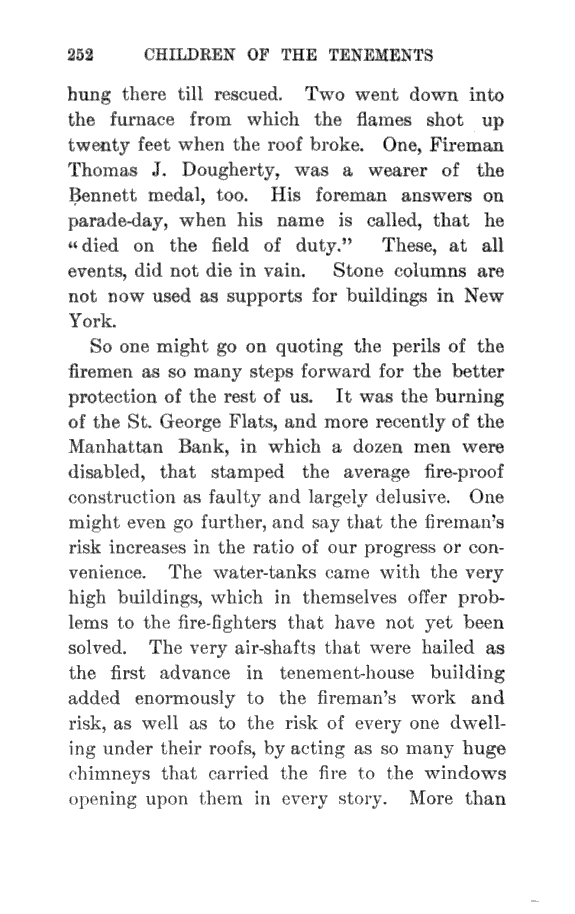 252 CHILDREN OF THE TENEMENTS
hung there till rescued. Two went down into
the furnace from which the flames shot up
twenty feet when the roof broke. One, Fireman
Thomas J. Dougherty, was a wearer of the
Bennett medal, too. His foreman answers on
parade-day, when his name is called, that he
“died on the field of duty.” These, at all
events, did not die in vain. Stone columns are
not now used as supports for buildings in New
York.
So one might go on quoting the perils of the
firemen as so many steps forward for the better
protection of the rest of us. It was the burning
of the St. George Flats, and more recently of the
Manhattan Bank, in which a dozen men were
disabled, that stamped the average fire-proof
construction as faulty and largely delusive. One
might even go further, and say that the fireman’s
risk increases in the ratio of our progress or con-
venience. The water-tanks came with the very
high buildings, which in themselves offer prob-
lems to the fire-fighters that have not yet been
solved. The very air-shafts that were hailed as
the first advance in tenement-house building
added enormously to the fireman’s work and
risk, as well as to the risk of every one dwell-
ing under their roofs, by acting as so many huge
chimneys that carried the fire to the windows
opening upon them in every story. More than